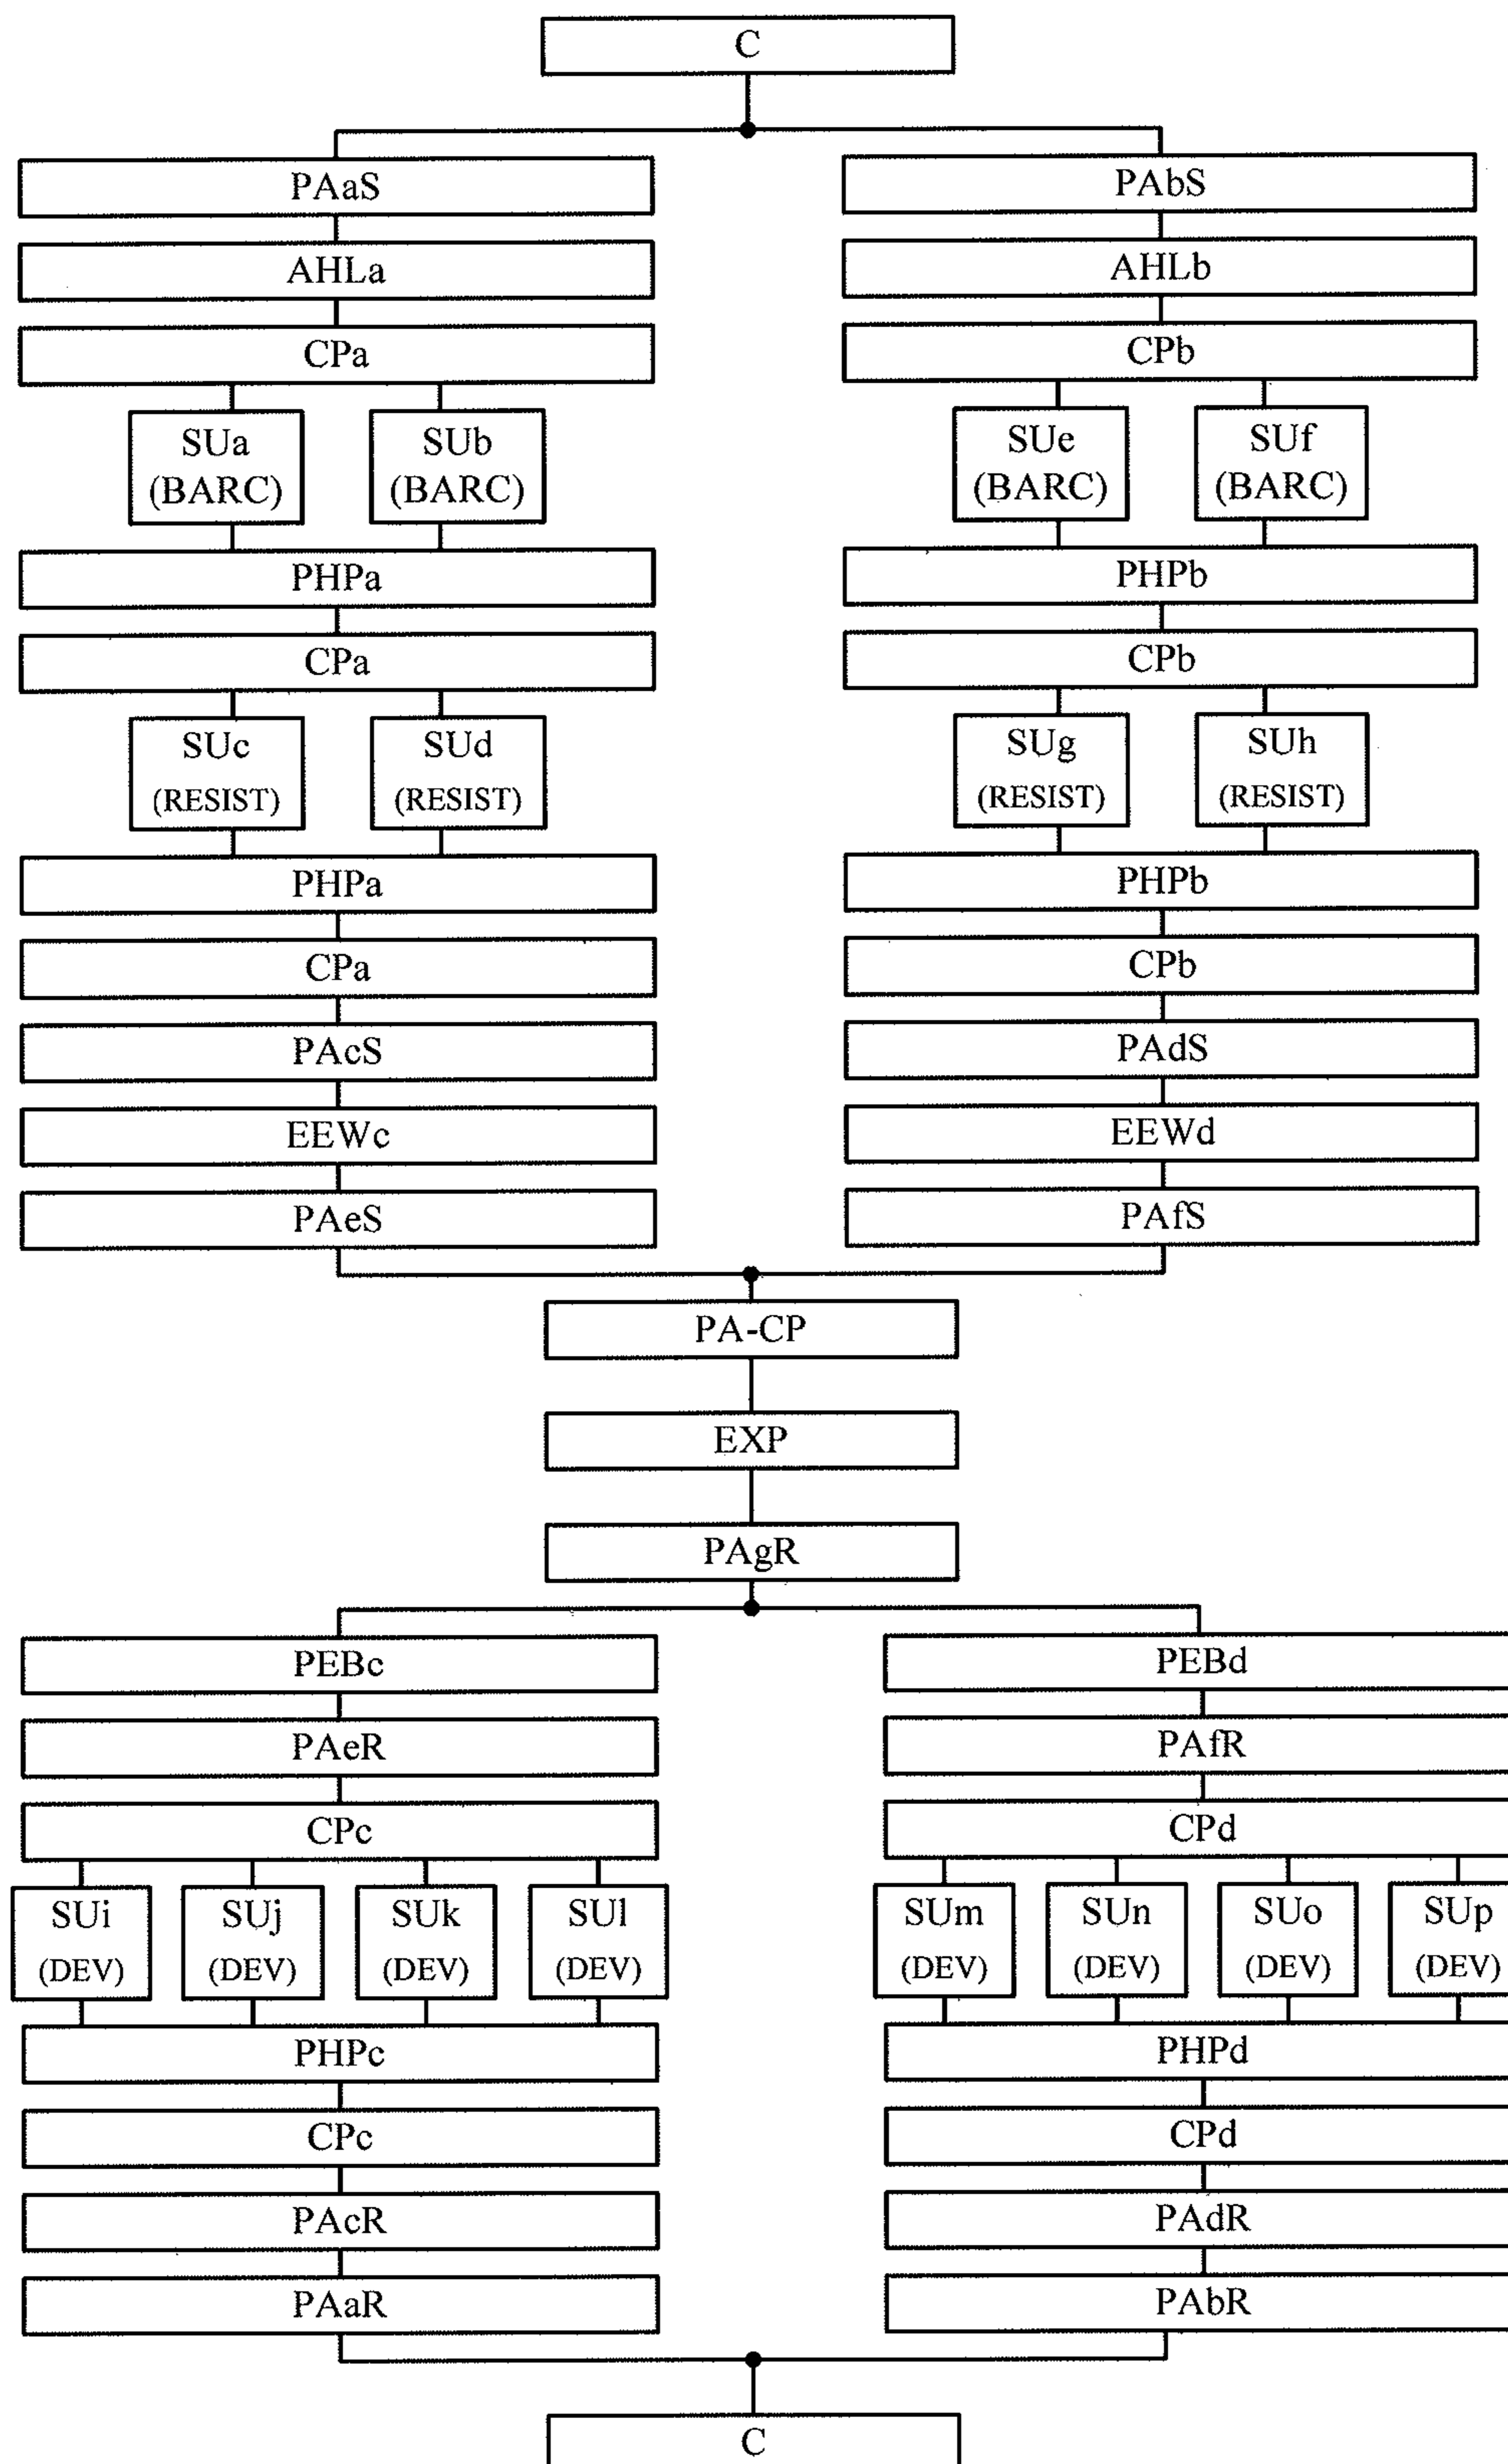 C
PAaS
PAbS
AHLa
AHLb
CPa
CPb
SUa
(BARC)
SUb
(BARC)
SUe
(BARC)
SUf
(BARC)
PHPa
PHPb
CPa
CPb
SUc
(RESIST)
SUd
(RESIST)
SUg
(RESIST)
SUh
(RESIST)
PHPa
PHPb
CPa
CPb
PAcS
PAdS
EEWc
EEWd
PAeS
PAfS
PA-CP
EXP
PAgR
PEBc
PEBd
PAeR
PAfR
CPc
CPd
SUi
(DEV)
SUj
(DEV)
SUk
(DEV)
SUl
(DEV)
SUm
(DEV)
SUn
(DEV)
SUo
(DEV)
SUp
(DEV)
PHPc
PHPd
CPc
CPd
PAcR
PAdR
PAaR
PAbR
C